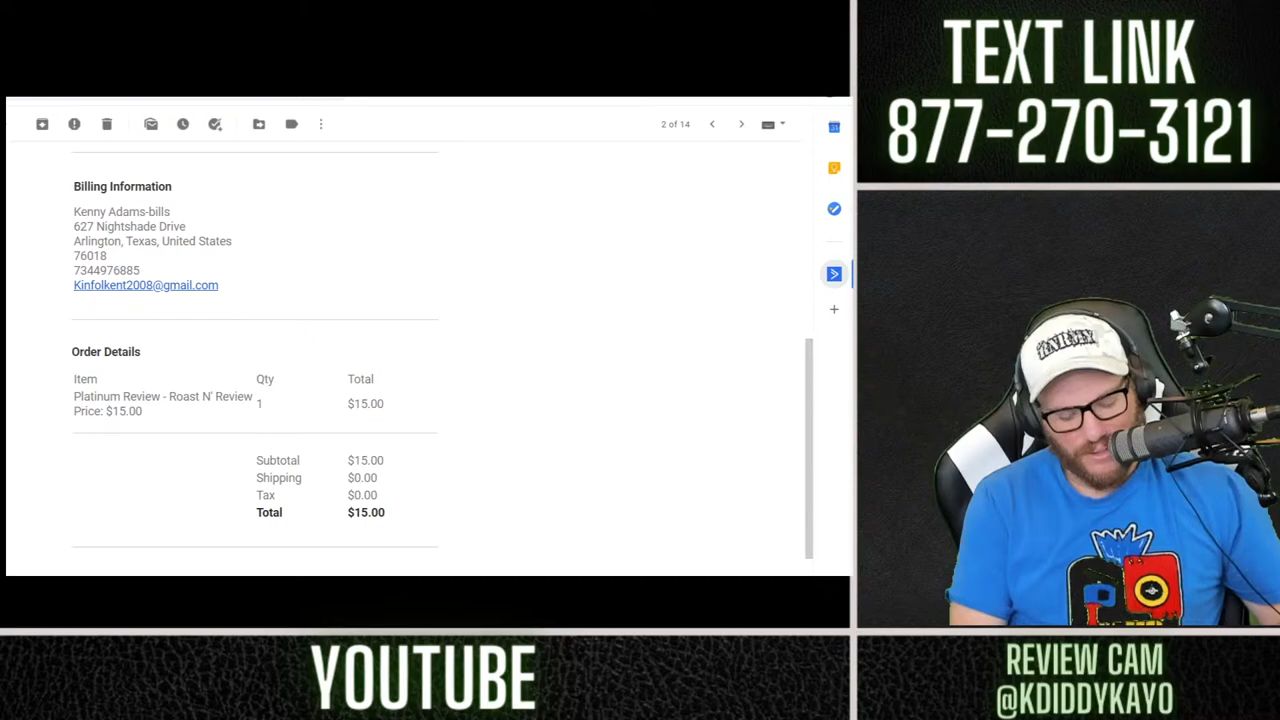 TEXT LINK
877-270-3121
2 of 14
31
Billing Information
Kenny Adams-bills
627 Nightshade Drive
Arlington, Texas, United States
76018
7344976885
Kinfolkent2008@gmail.com
Order Details
Item Qty Total
Platinum Review - Roast N' Review
Price: $15.00 1 $15.00
Subtotal $15.00
Shipping $0.00
Tax $0.00
Total $15.00
YOUTUBE
REVIEW CAM
@KDIDDYKAYO